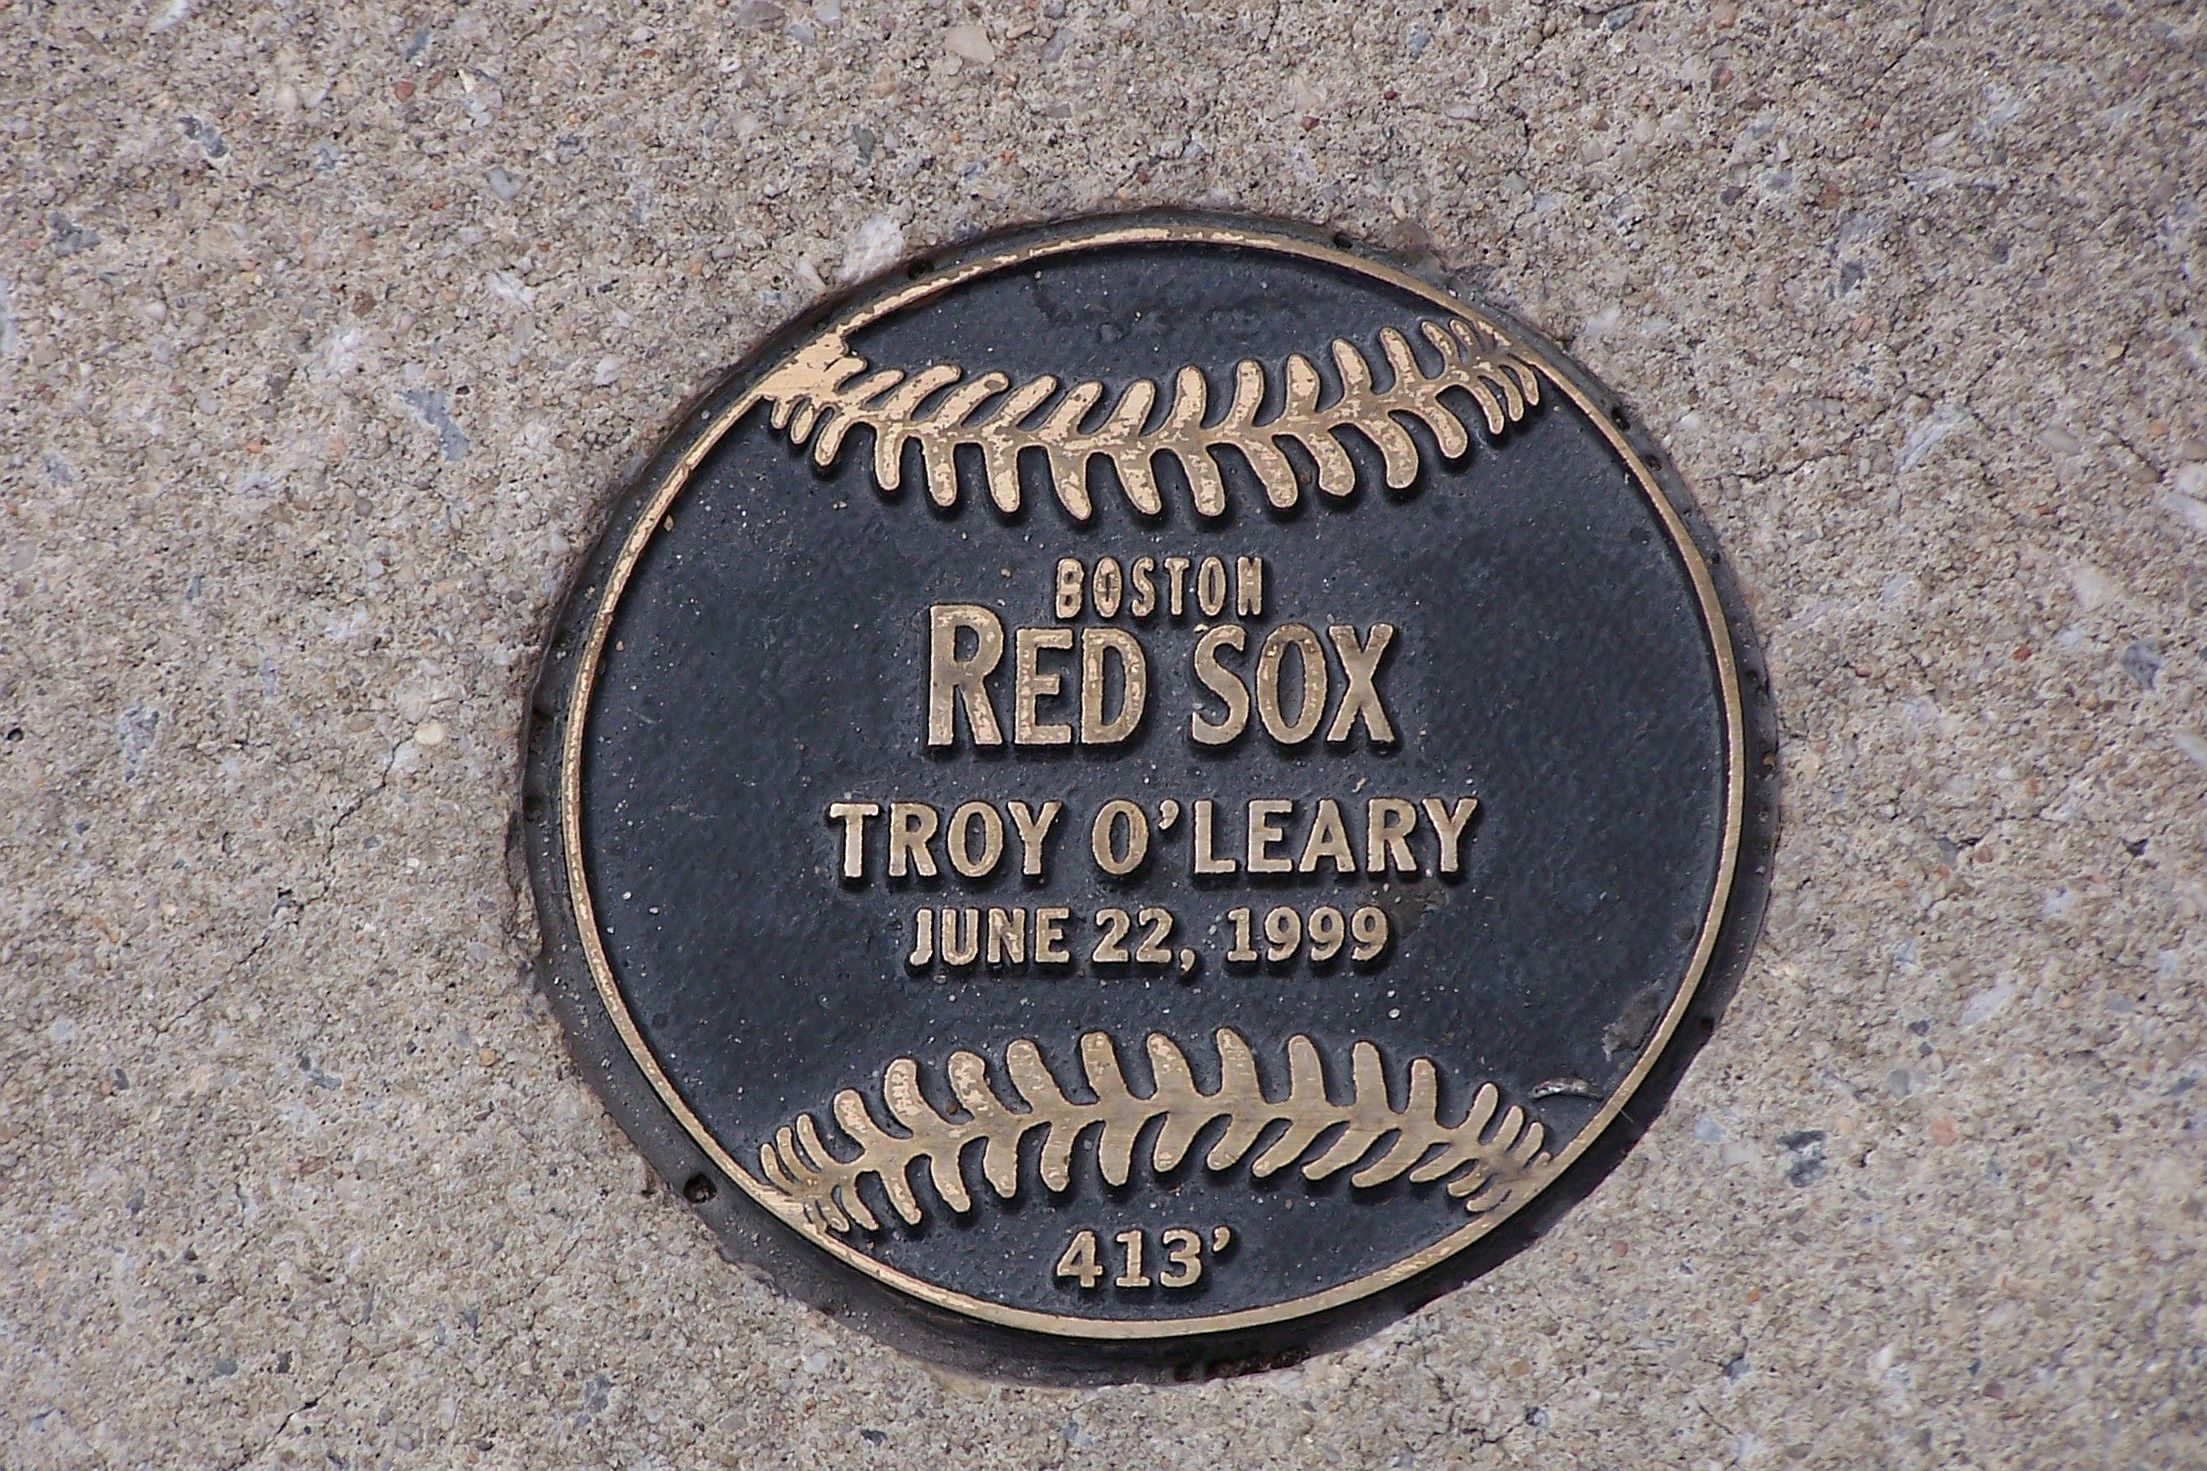 BOSTON
RED SOX
TROY O'LEARY
JUNE 22, 1999
413'